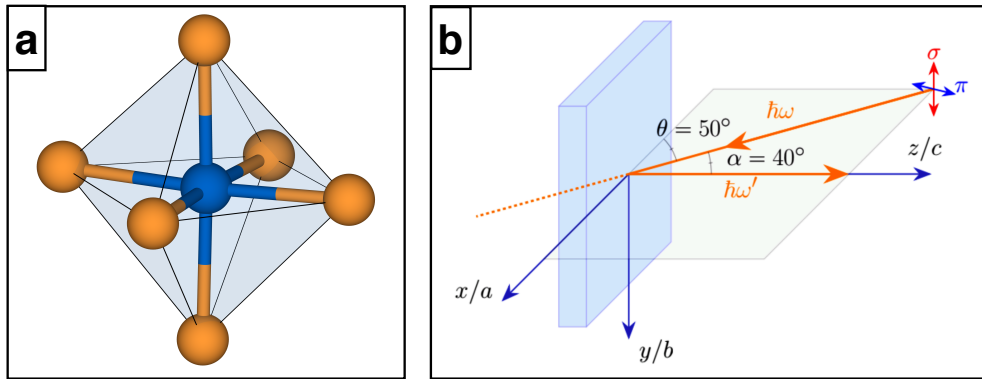 a
b
σ
π
ħω
θ = 50°
α = 40°
z/c
ħω′
x/a
y/b